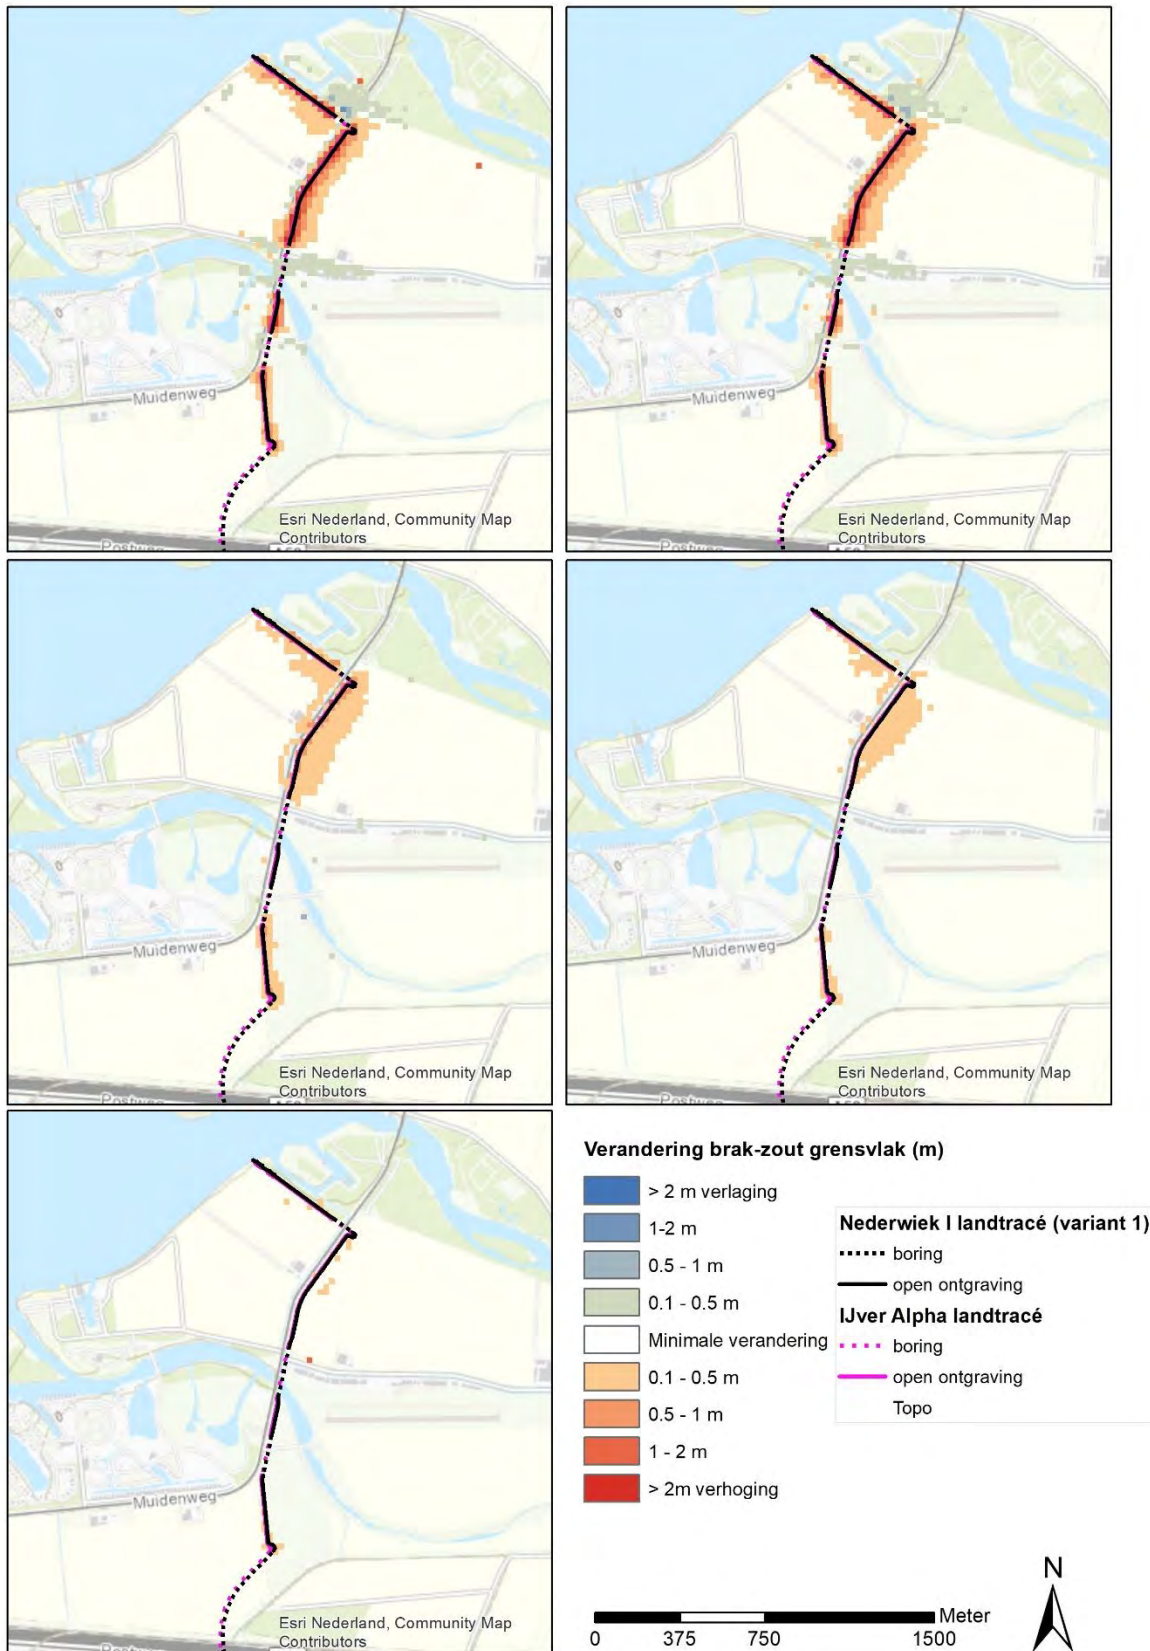 Muidenweg
Esri Nederland, Community Map
Contributors
Postweg
Muidenweg
Esri Nederland, Community Map
Contributors
Postweg
Muidenweg
Esri Nederland, Community Map
Contributors
Muidenweg
Esri Nederland, Community Map
Contributors
Muidenweg
Esri Nederland, Community Map
Contributors
Verandering brak-zout grensvlak (m)
> 2 m verlaging
1-2 m
0.5 - 1 m
0.1 - 0.5 m
Minimale verandering
0.1 - 0.5 m
0.5 - 1 m
1 - 2 m
> 2m verhoging
Nederwiek I landtracé (variant 1)
boring
open ontgraving
IJver Alpha landtracé
boring
open ontgraving
Topo
N
Meter
0 375 750 1500